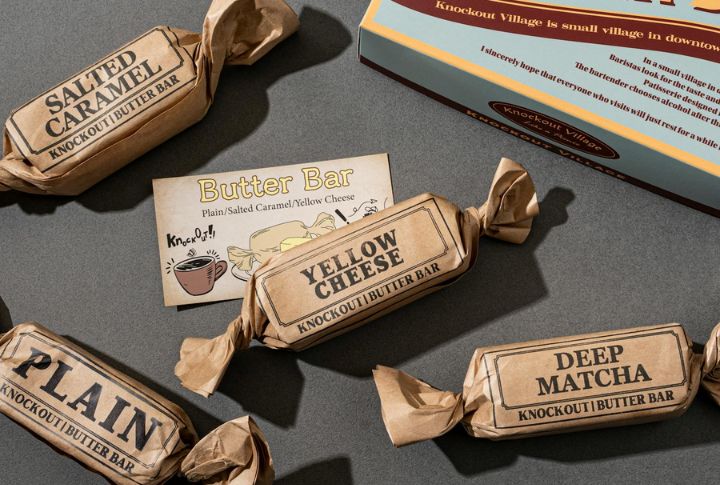 SALTED
CARAMEL
KNOCKOUT|BUTTER BAR
Knockout Village is small village in downtow
In a small village in
Baristas look for the taste and
Patisserie designed
The bartender chooses alcohol after th
I sincerely hope that everyone who visits will just rest for a while
Knockout Village
KNOCKOUT VILLAGE
Butter Bar
Plain/Salted Caramel/Yellow Cheese
KnockOut!!
YELLOW
CHEESE
KNOCKOUT|BUTTER BAR
PLAIN
KNOCKOUT|BUTTER BAR
DEEP
MATCHA
KNOCKOUT|BUTTER BAR